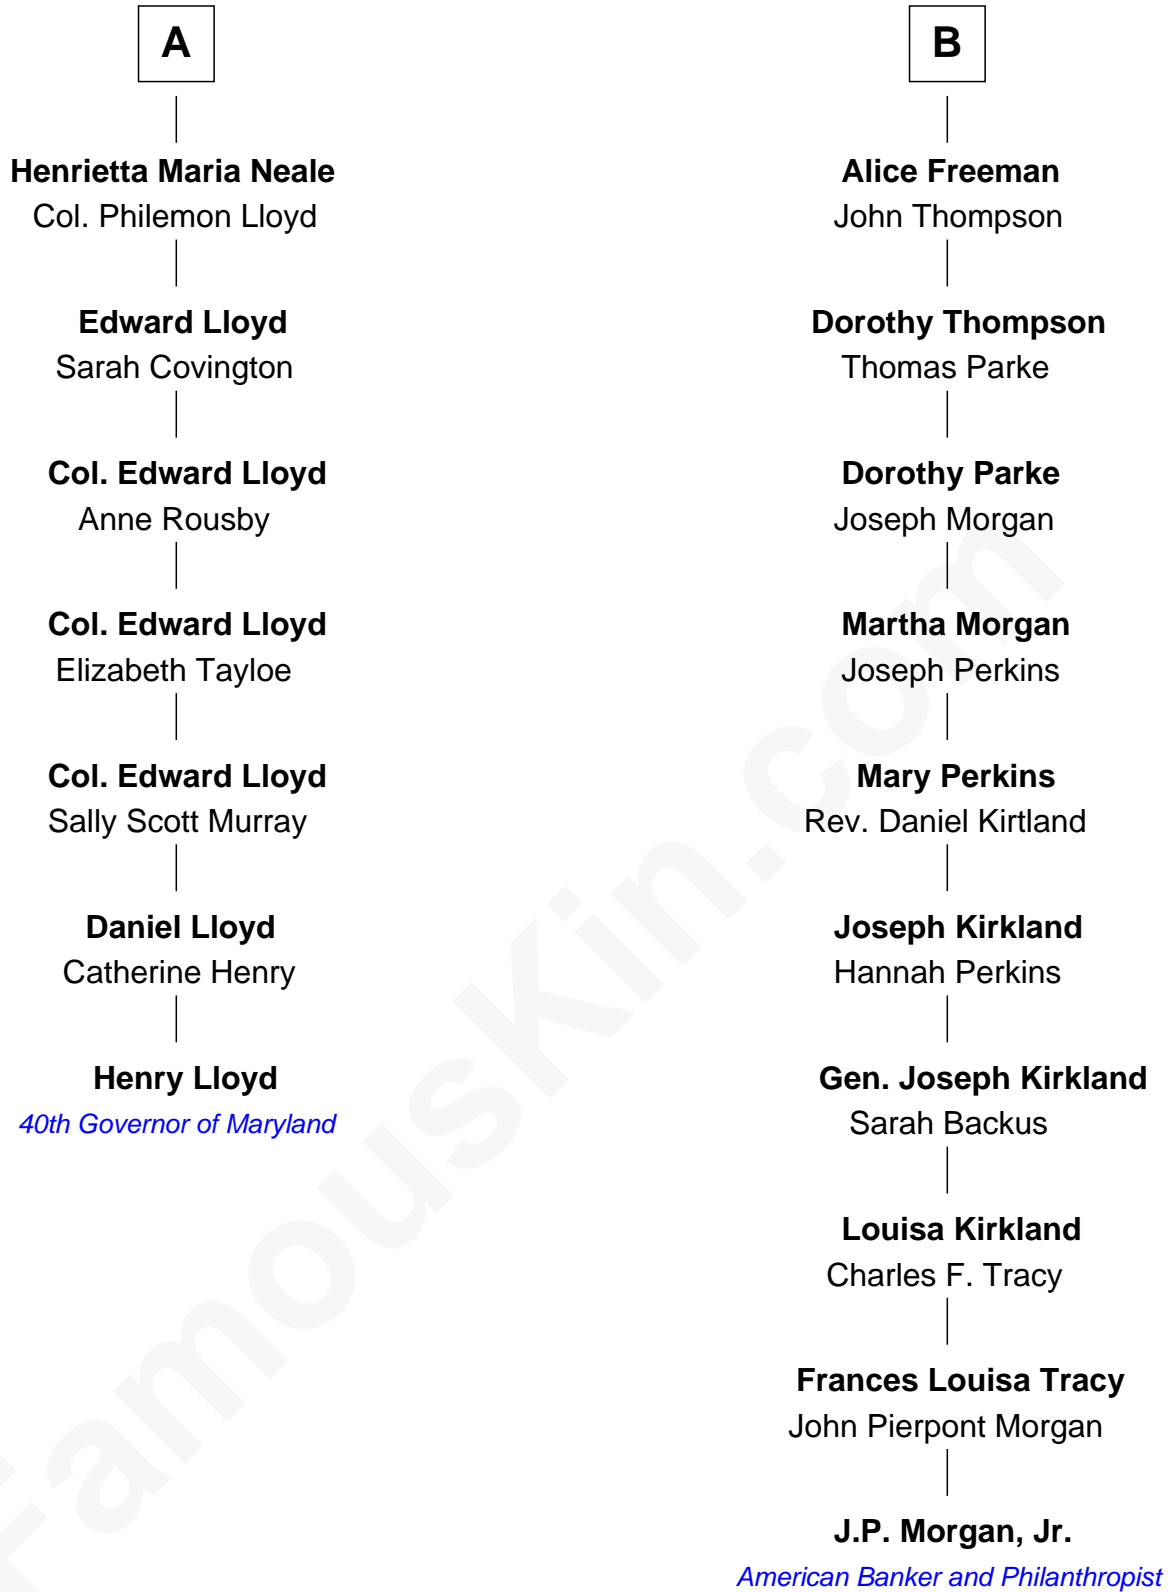 A
Henrietta Maria Neale
Col. Philemon Lloyd
Edward Lloyd
Sarah Covington
Col. Edward Lloyd
Anne Rousby
Col. Edward Lloyd
Elizabeth Tayloe
Col. Edward Lloyd
Sally Scott Murray
Daniel Lloyd
Catherine Henry
Henry Lloyd
40th Governor of Maryland
B
Alice Freeman
John Thompson
Dorothy Thompson
Thomas Parke
Dorothy Parke
Joseph Morgan
Martha Morgan
Joseph Perkins
Mary Perkins
Rev. Daniel Kirtland
Joseph Kirkland
Hannah Perkins
Gen. Joseph Kirkland
Sarah Backus
Louisa Kirkland
Charles F. Tracy
Frances Louisa Tracy
John Pierpont Morgan
J.P. Morgan, Jr.
American Banker and Philanthropist
FamousKin.com